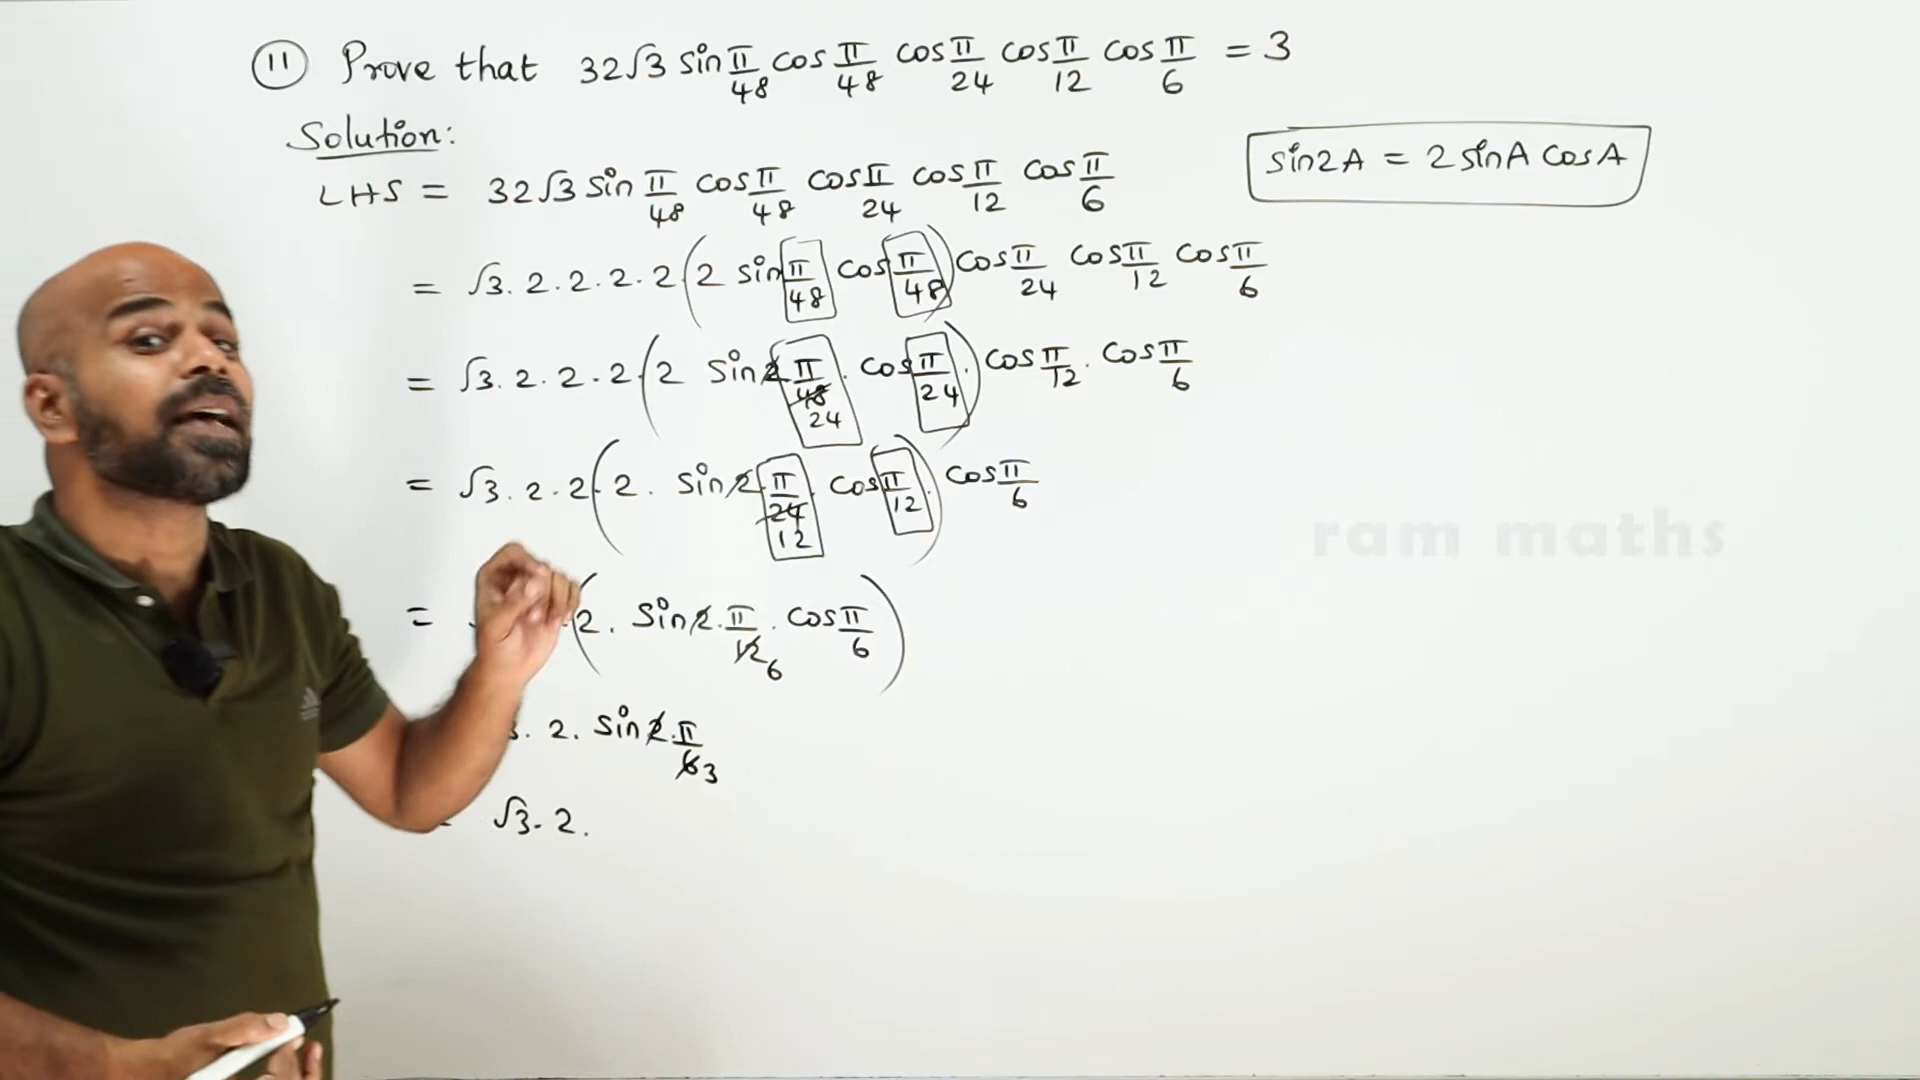 11 Prove that 32√3 sin π/48 cos π/48 cos π/24 cos π/12 cos π/6 = 3
Solution:
sin2A = 2 sinA cosA
LHS = 32√3 sin π/48 cos π/48 cos π/24 cos π/12 cos π/6
= √3. 2. 2. 2. 2 (2 sin π/48 cos π/48) cos π/24 cos π/12 cos π/6
= √3. 2. 2. 2. (2 sin 2 π/48 24 . cos π/24). cos π/12 . cos π/6
= √3. 2. 2. (2. sin 2 π/24 12 . cos π/12). cos π/6
ram maths
= . (2. sin 2. π/12 6 . cos π/6)
3. 2. sin 2. π/6 3
= √3. 2.